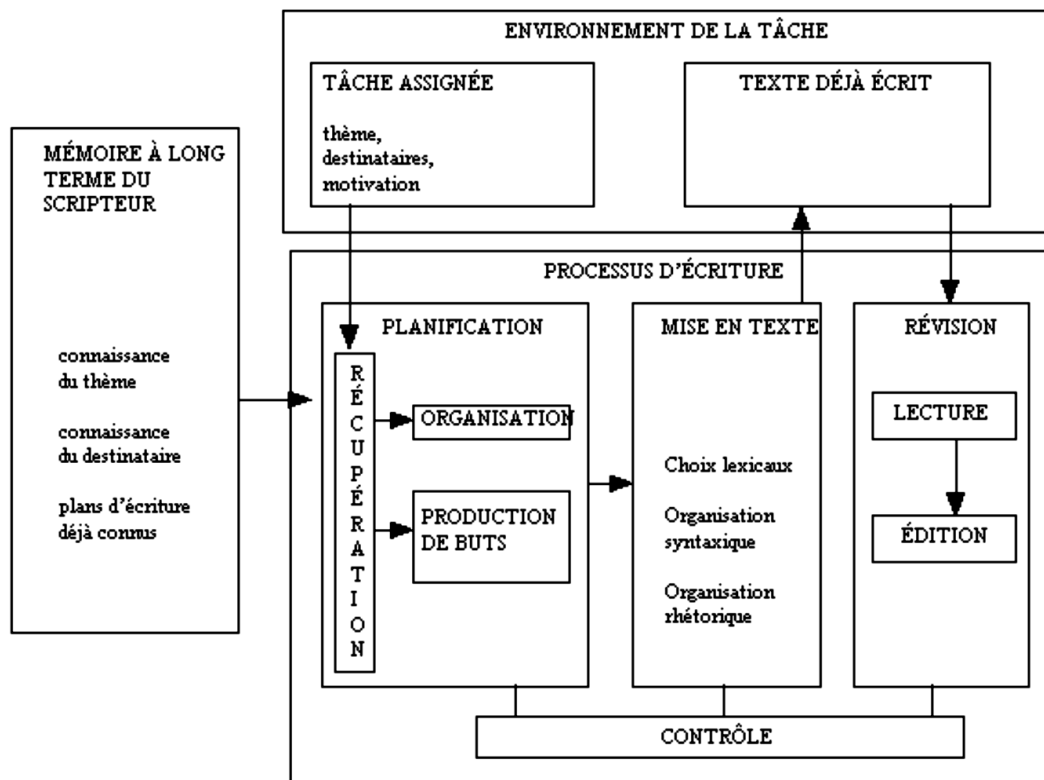 ENVIRONNEMENT DE LA TÂCHE
TÂCHE ASSIGNÉE
thème,
destinataires,
motivation
TEXTE DÉJÀ ÉCRIT
MÉMOIRE À LONG
TERME DU
SCRIPTEUR
connaissance
du thème
connaissance
du destinataire
plans d'écriture
déjà connus
PROCESSUS D'ÉCRITURE
PLANIFICATION
RÉCUPÉRATION
ORGANISATION
PRODUCTION
DE BUTS
MISE EN TEXTE
Choix lexicaux
Organisation
syntaxique
Organisation
rhétorique
RÉVISION
LECTURE
ÉDITION
CONTRÔLE